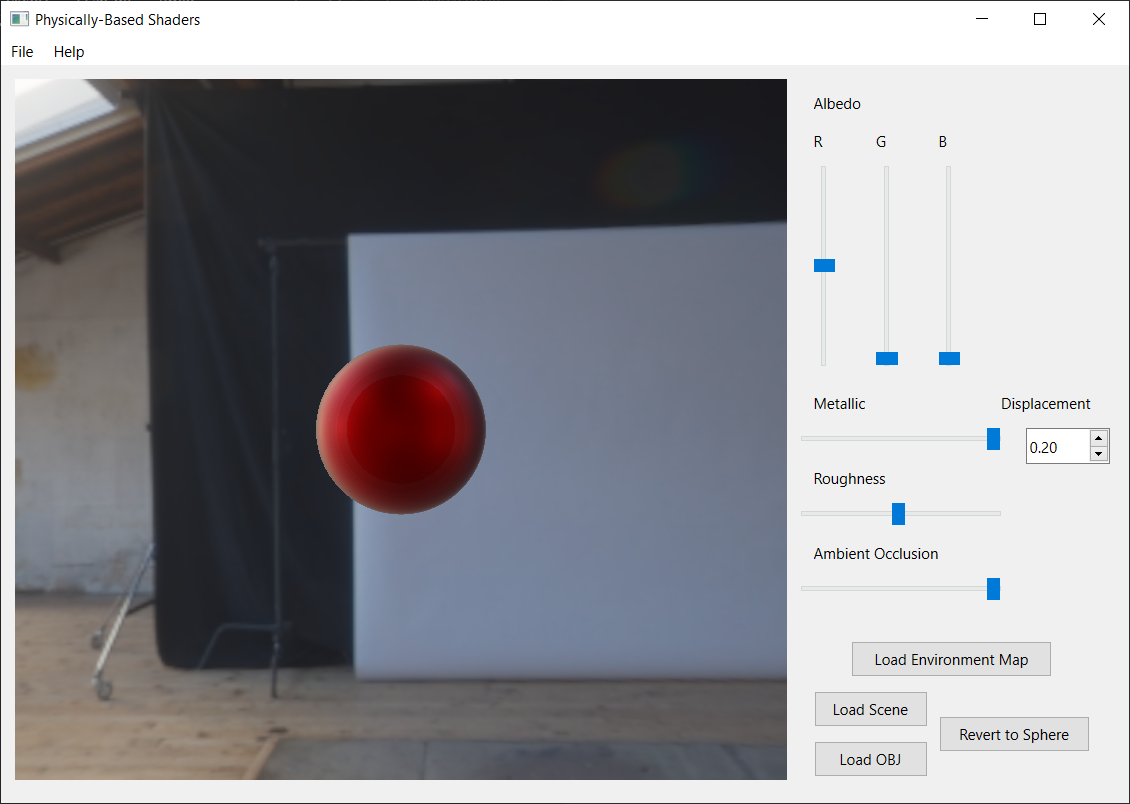 Physically-Based Shaders
File Help
Albedo
R G B
Metallic Displacement
0.20
Roughness
Ambient Occlusion
Load Environment Map
Load Scene
Revert to Sphere
Load OBJ